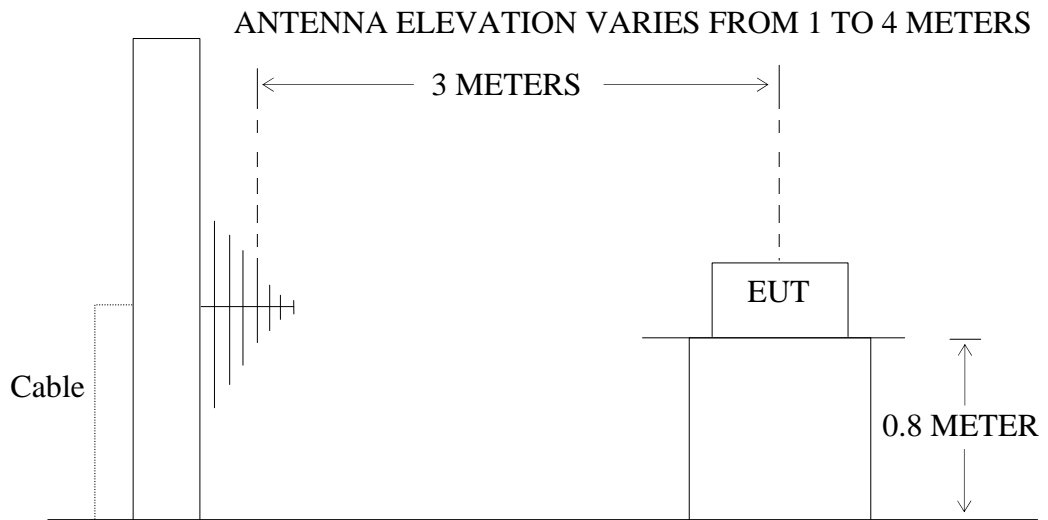 ANTENNA ELEVATION VARIES FROM 1 TO 4 METERS
3 METERS
EUT
Cable
0.8 METER